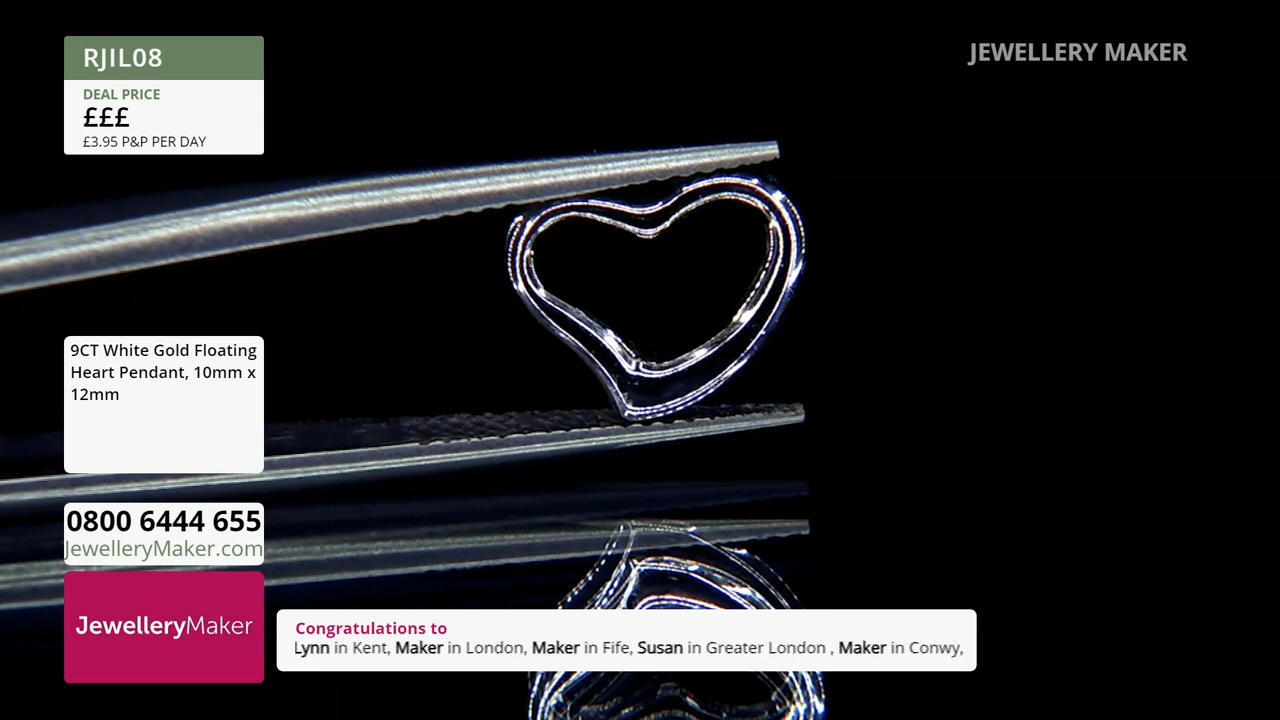 RJIL08
DEAL PRICE
£££
£3.95 P&P PER DAY
JEWELLERY MAKER
9CT White Gold Floating
Heart Pendant, 10mm x
12mm
0800 6444 655
JewelleryMaker.com
JewelleryMaker
Congratulations to
Lynn in Kent, Maker in London, Maker in Fife, Susan in Greater London , Maker in Conwy,